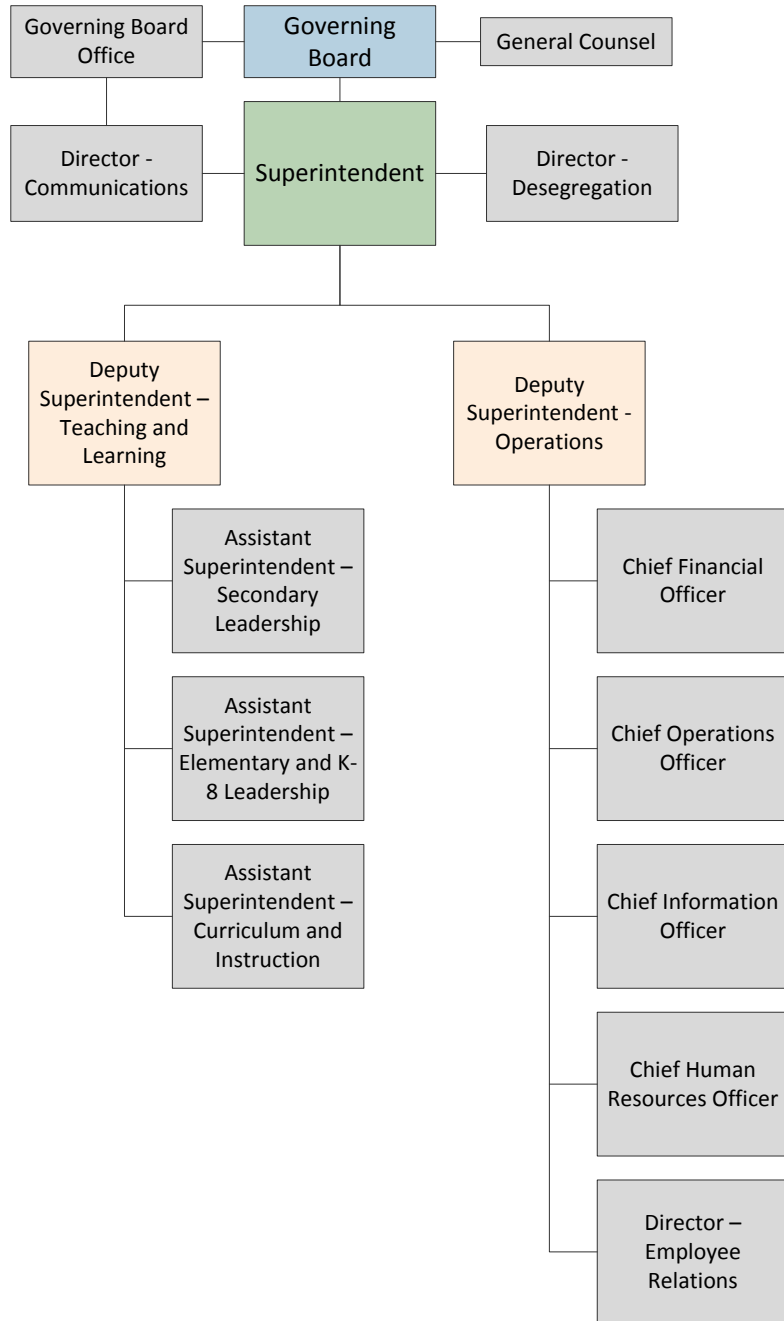 Governing Board
Office
Governing
Board
General Counsel
Director -
Communications
Superintendent
Director -
Desegregation
Deputy
Superintendent –
Teaching and
Learning
Deputy
Superintendent -
Operations
Assistant
Superintendent –
Secondary
Leadership
Chief Financial
Officer
Assistant
Superintendent –
Elementary and K-
8 Leadership
Chief Operations
Officer
Assistant
Superintendent –
Curriculum and
Instruction
Chief Information
Officer
Chief Human
Resources Officer
Director –
Employee
Relations